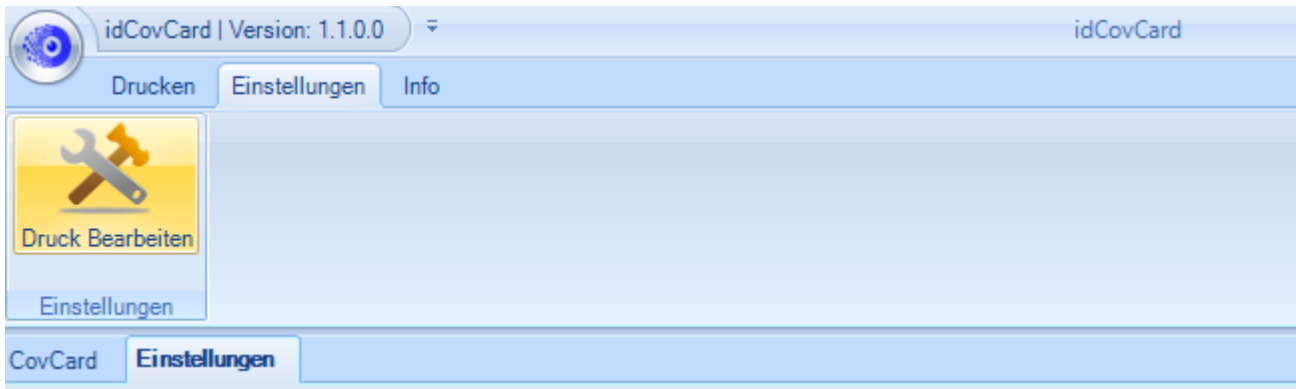 idCovCard | Version: 1.1.0.0 idCovCard
Drucken Einstellungen Info
Druck Bearbeiten
Einstellungen
CovCard Einstellungen